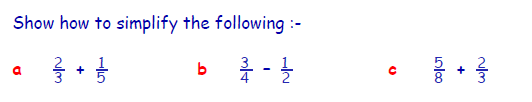 Show how to simplify the following :-
a 2/3 + 1/5 b 3/4 - 1/2 c 5/8 + 2/3